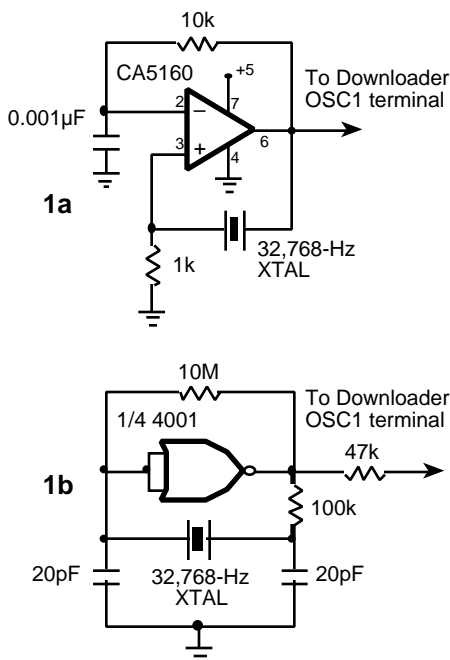 10k
CA5160
+5
To Downloader
OSC1 terminal
0.001µF
2
7
3
6
4
1a
32,768-Hz
XTAL
1k
10M
1/4 4001
To Downloader
OSC1 terminal
47k
1b
100k
20pF
32,768-Hz
XTAL
20pF